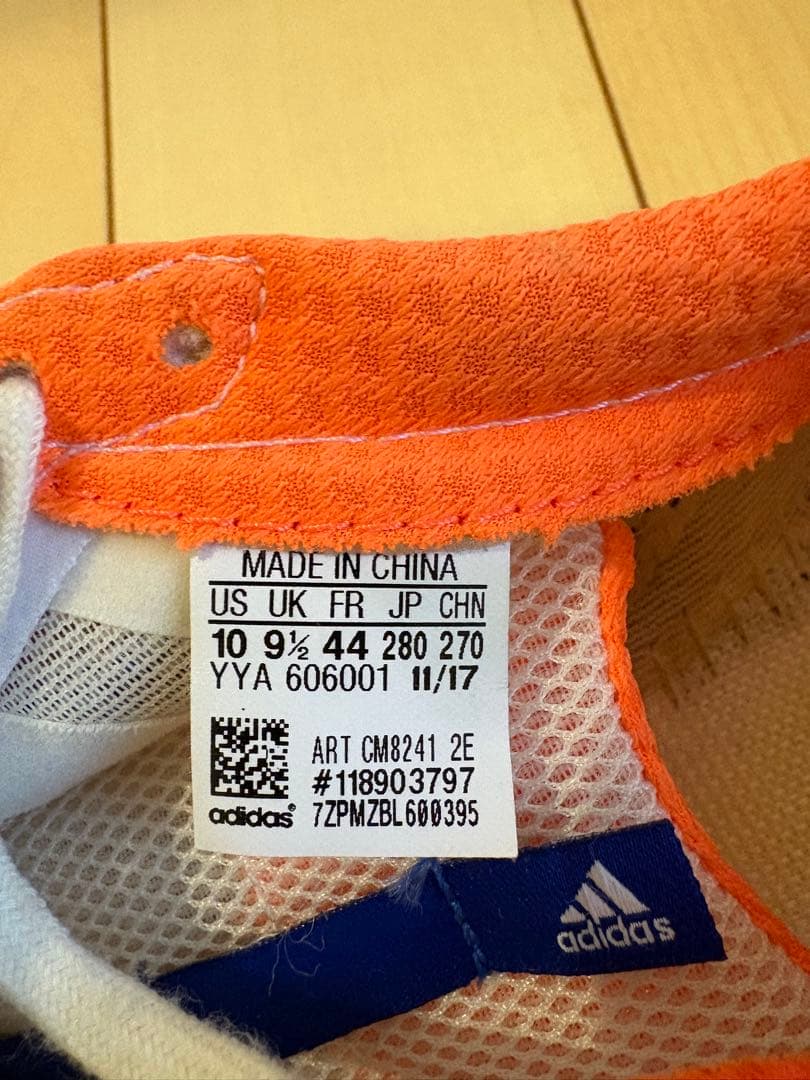 MADE IN CHINA
US UK FR JP CHN
10 9½ 44 280 270
YYA 606001 11/17
ART CM8241 2E
#118903797
adidas® 7ZPMZBL600395
adidas